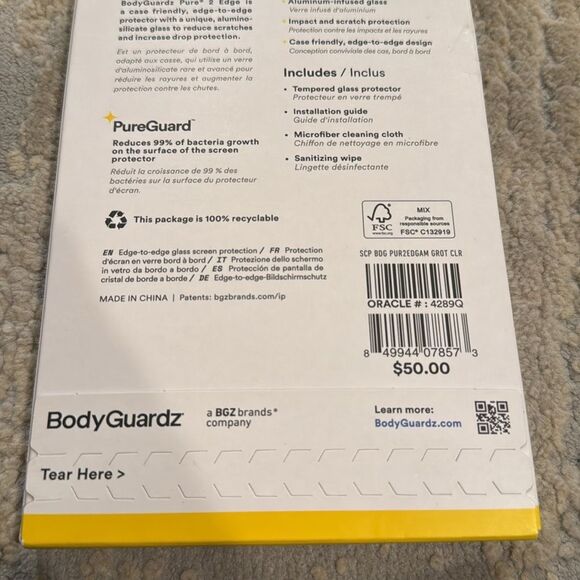 BodyGuardz Pure® 2 Edge is
a case friendly, edge-to-edge
protector with a unique, alumino-
silicate glass to reduce scratches
and increase drop protection.
Est un protecteur de bord à bord,
adapté aux casse, qui utilise un verre
d'aluminosilicate rare et avancé pour
réduire les rayures et augmenter la
protection contre les chutes.
PureGuard™
Reduces 99% of bacteria growth
on the surface of the screen
protector
Réduit la croissance de 99 % des
bactéries sur la surface du protecteur
d'écran.
This package is 100% recyclable
EN Edge-to-edge glass screen protection / FR Protection
d'écran en verre bord à bord / IT Protezione dello schermo
in vetro da bordo a bordo / ES Protección de pantalla de
cristal de borde a borde / DE Edge-to-edge-Bildschirmschutz
MADE IN CHINA | Patents: bgzbrands.com/ip
• Aluminum-infused glass
Verre infusé d'aluminium
• Impact and scratch protection
Protection contre les impacts et les rayures
• Case friendly, edge-to-edge design
Conception conviviale des cas, bord à bord
Includes / Inclus
• Tempered glass protector
Protecteur en verre trempé
• Installation guide
Guide d'installation
• Microfiber cleaning cloth
Chiffon de nettoyage en microfibre
• Sanitizing wipe
Lingette désinfectante
FSC
www.fsc.org
MIX
Packaging from
responsible sources
FSC® C132919
SCP BDG PUR2EDGAM GROT CLR
ORACLE # : 4289Q
8 49944 07857 3
$50.00
BodyGuardz®
a BGZbrands®
company
Learn more:
BodyGuardz.com
Tear Here >